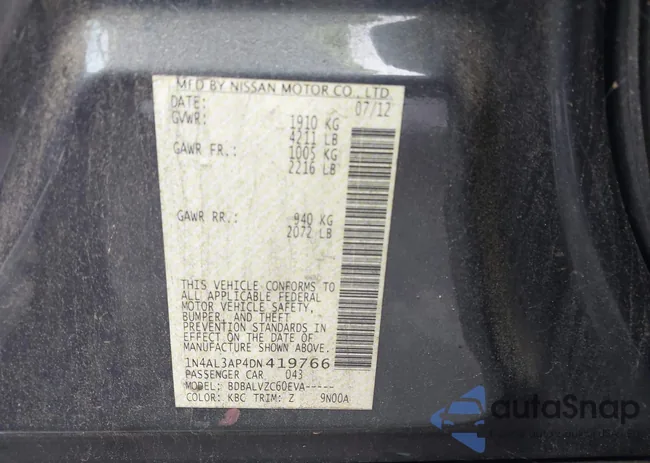 MFD BY NISSAN MOTOR CO., LTD.
DATE: 07/12
GVWR: 1910 KG
4211 LB
GAWR FR.: 1005 KG
2216 LB
GAWR RR.: 940 KG
2072 LB
THIS VEHICLE CONFORMS TO
ALL APPLICABLE FEDERAL
MOTOR VEHICLE SAFETY,
BUMPER, AND THEFT
PREVENTION STANDARDS IN
EFFECT ON THE DATE OF
MANUFACTURE SHOWN ABOVE.
1N4AL3AP4DN419766
PASSENGER CAR 043
MODEL: BDBALVZC60EVA-----
COLOR: KBC TRIM: Z 9N00A
autoSnap
www.autosnap.com